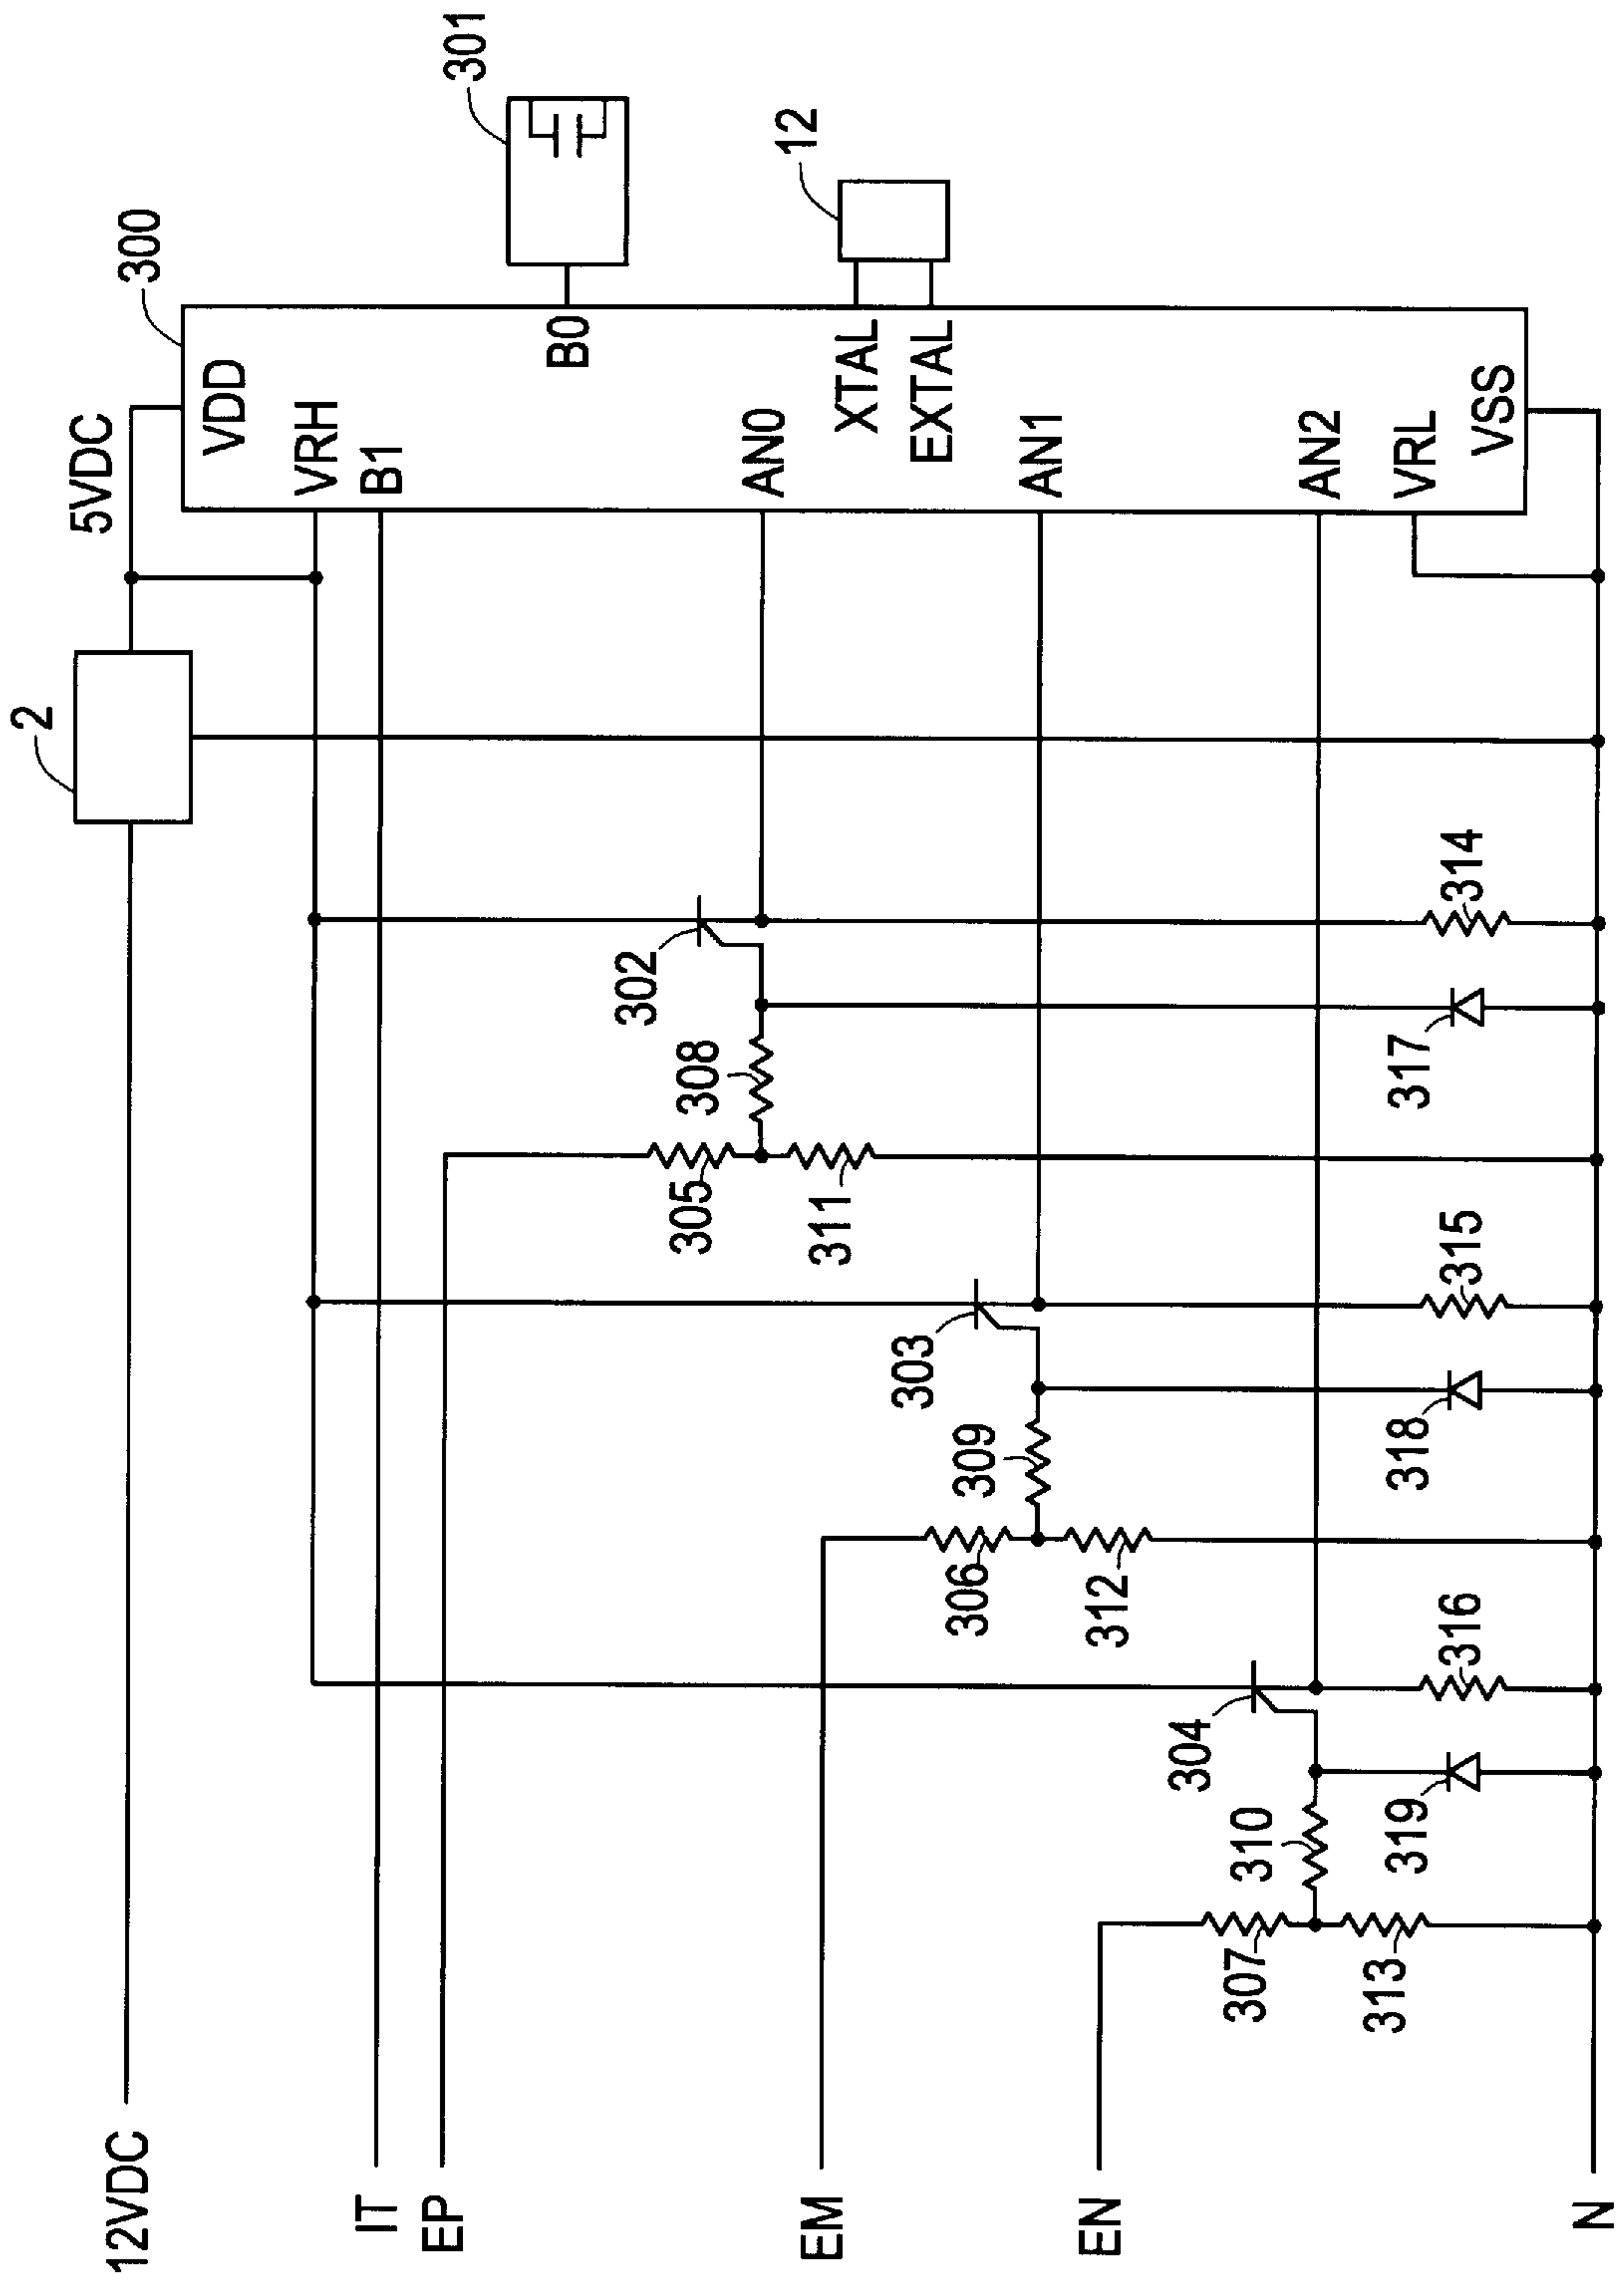 12VDC
2
5VDC
300
VDD
VRH
B1
IT
EP
301
B0
302
308
305
311
AN0
12
XTAL
EXTAL
EM
303
309
306
312
AN1
EN
304
310
307
313
AN2
314
315
316
317
318
319
VRL
VSS
N